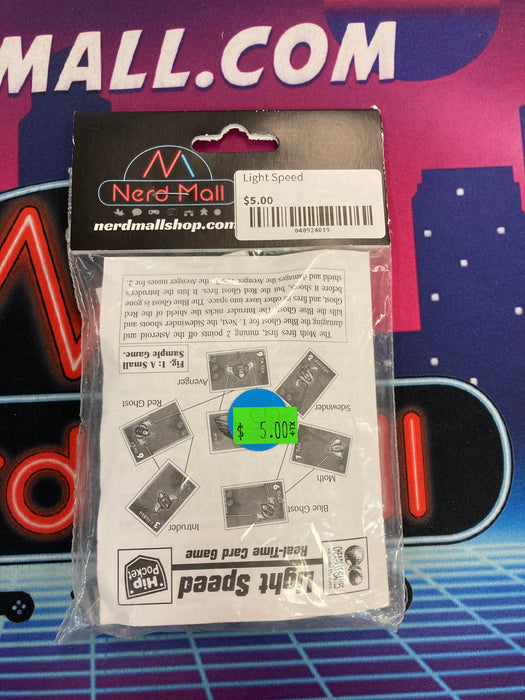 MALL.COM
Nerd Mall
nerdmallshop.com
Light Speed
$5.00
040924019
Light Speed
Real-Time Card Game
Hip
Pocket
Intruder
Blue Ghost
Moth
Red Ghost
Sidewinder
Avenger
$ 5.00
Fig. 1: A Small
Sample Game.
The Moth fires first, mining 2 points off the asteroid and
damaging the Blue Ghost for 1. Next, the Sidewinder shoots and
kills the Blue Ghost. The Intruder nicks the shield of the Red
Ghost, and fires its other laser into space. The Blue Ghost is gone
before it shoots, but the Red Ghost fires. It hits the Intruder's
shield and damages the Avenger. the Avenger mines for 2.